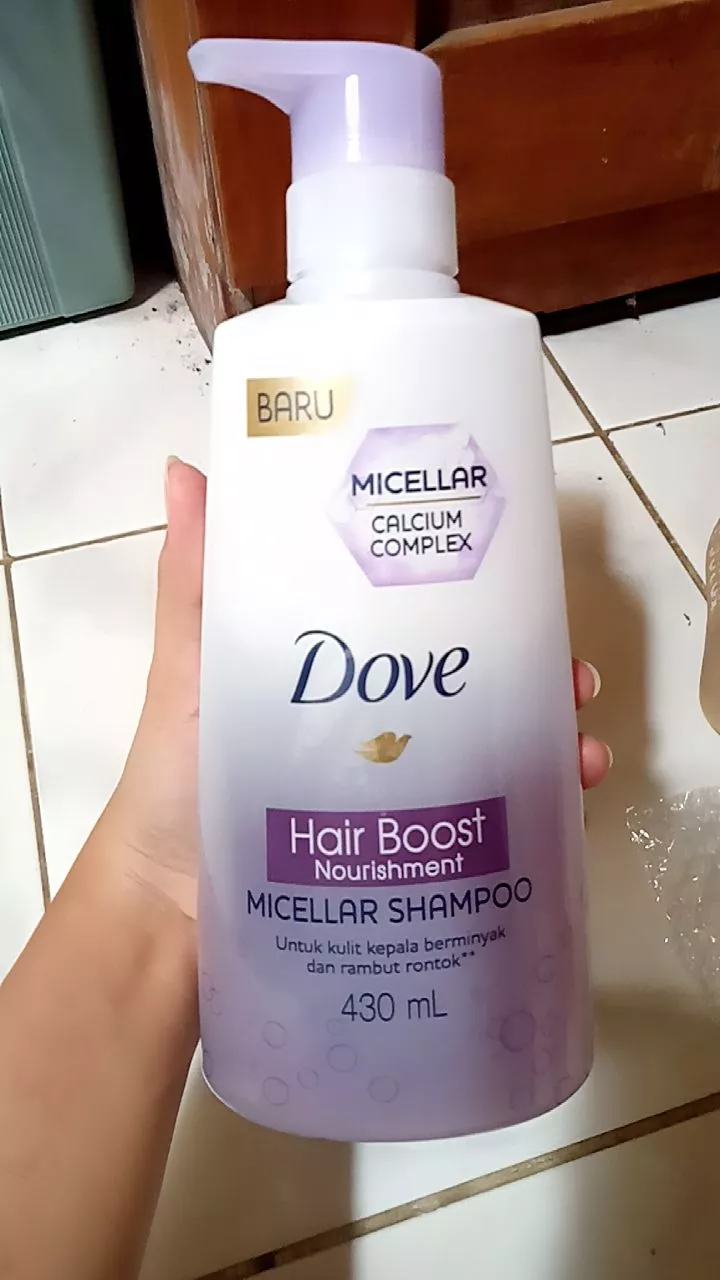 BARU
MICELLAR
CALCIUM
COMPLEX
Dove
Hair Boost
Nourishment
MICELLAR SHAMPOO
Untuk kulit kepala berminyak
dan rambut rontok**
430 mL